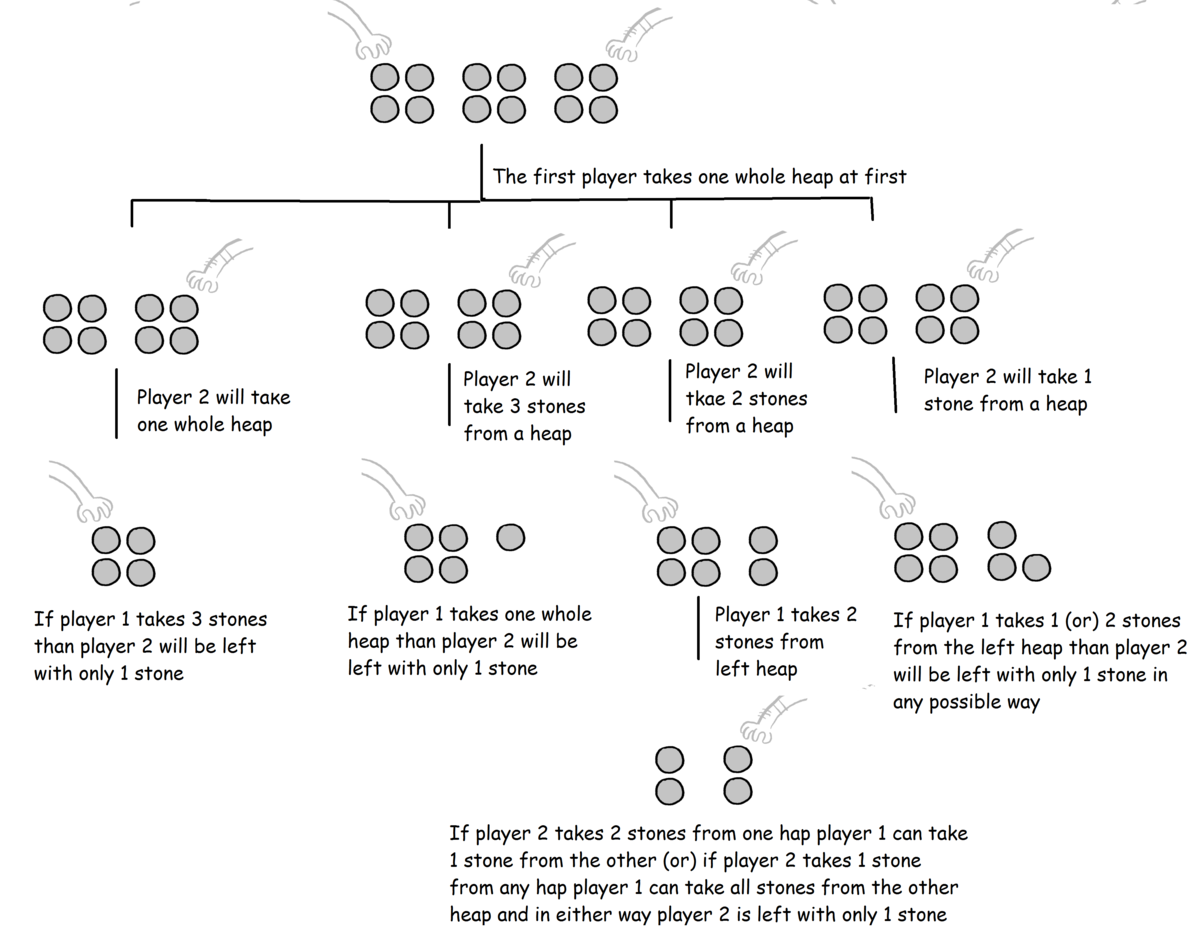 The first player takes one whole heap at first
Player 2 will take
one whole heap
Player 2 will
take 3 stones
from a heap
Player 2 will
tkae 2 stones
from a heap
Player 2 will take 1
stone from a heap
If player 1 takes 3 stones
than player 2 will be left
with only 1 stone
If player 1 takes one whole
heap than player 2 will be
left with only 1 stone
Player 1 takes 2
stones from
left heap
If player 1 takes 1 (or) 2 stones
from the left heap than player 2
will be left with only 1 stone in
any possible way
If player 2 takes 2 stones from one hap player 1 can take
1 stone from the other (or) if player 2 takes 1 stone
from any hap player 1 can take all stones from the other
heap and in either way player 2 is left with only 1 stone